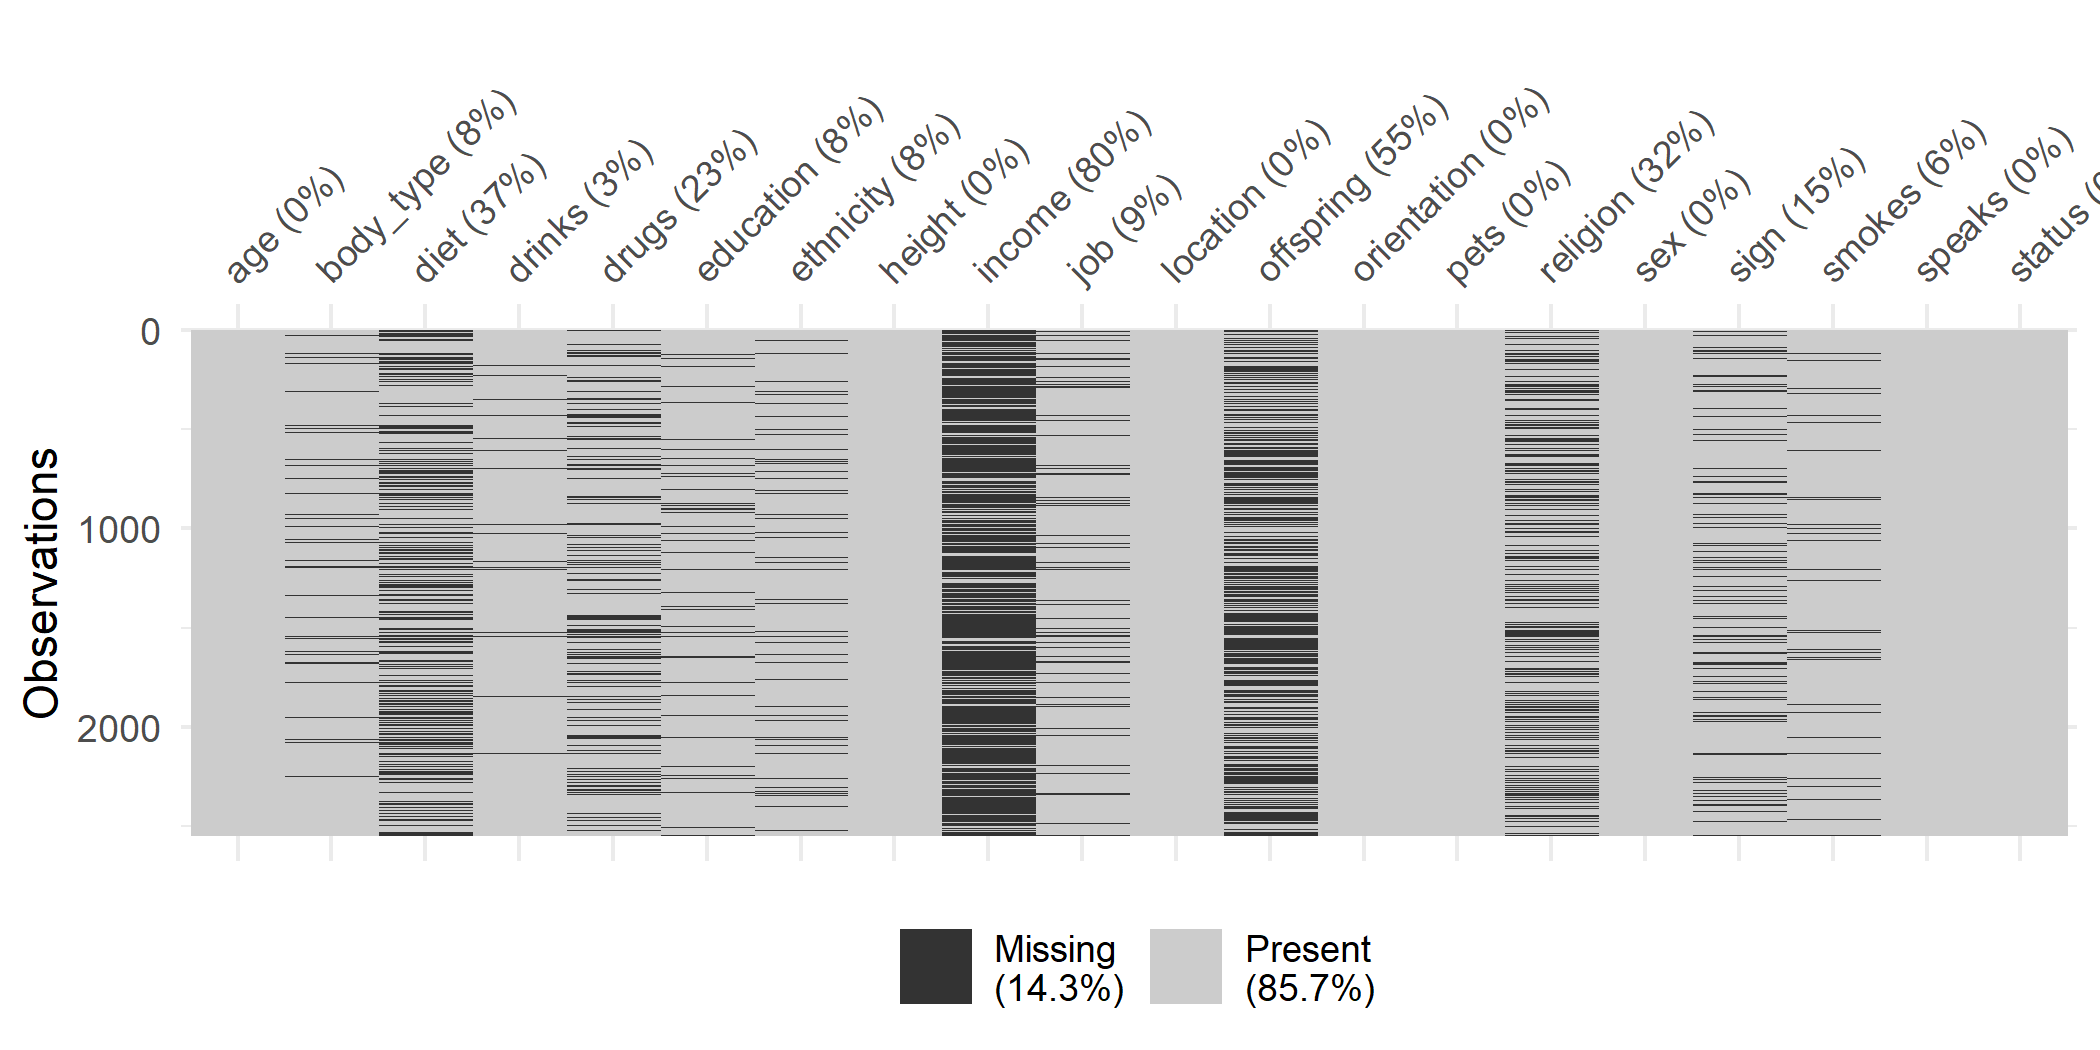 age (0%)
body_type (8%)
diet (37%)
drinks (3%)
drugs (23%)
education (8%)
ethnicity (8%)
height (0%)
income (80%)
job (9%)
location (0%)
offspring (55%)
orientation (0%)
pets (0%)
religion (32%)
sex (0%)
sign (15%)
smokes (6%)
speaks (0%)
status (0
Observations
0
1000
2000
Missing
(14.3%)
Present
(85.7%)